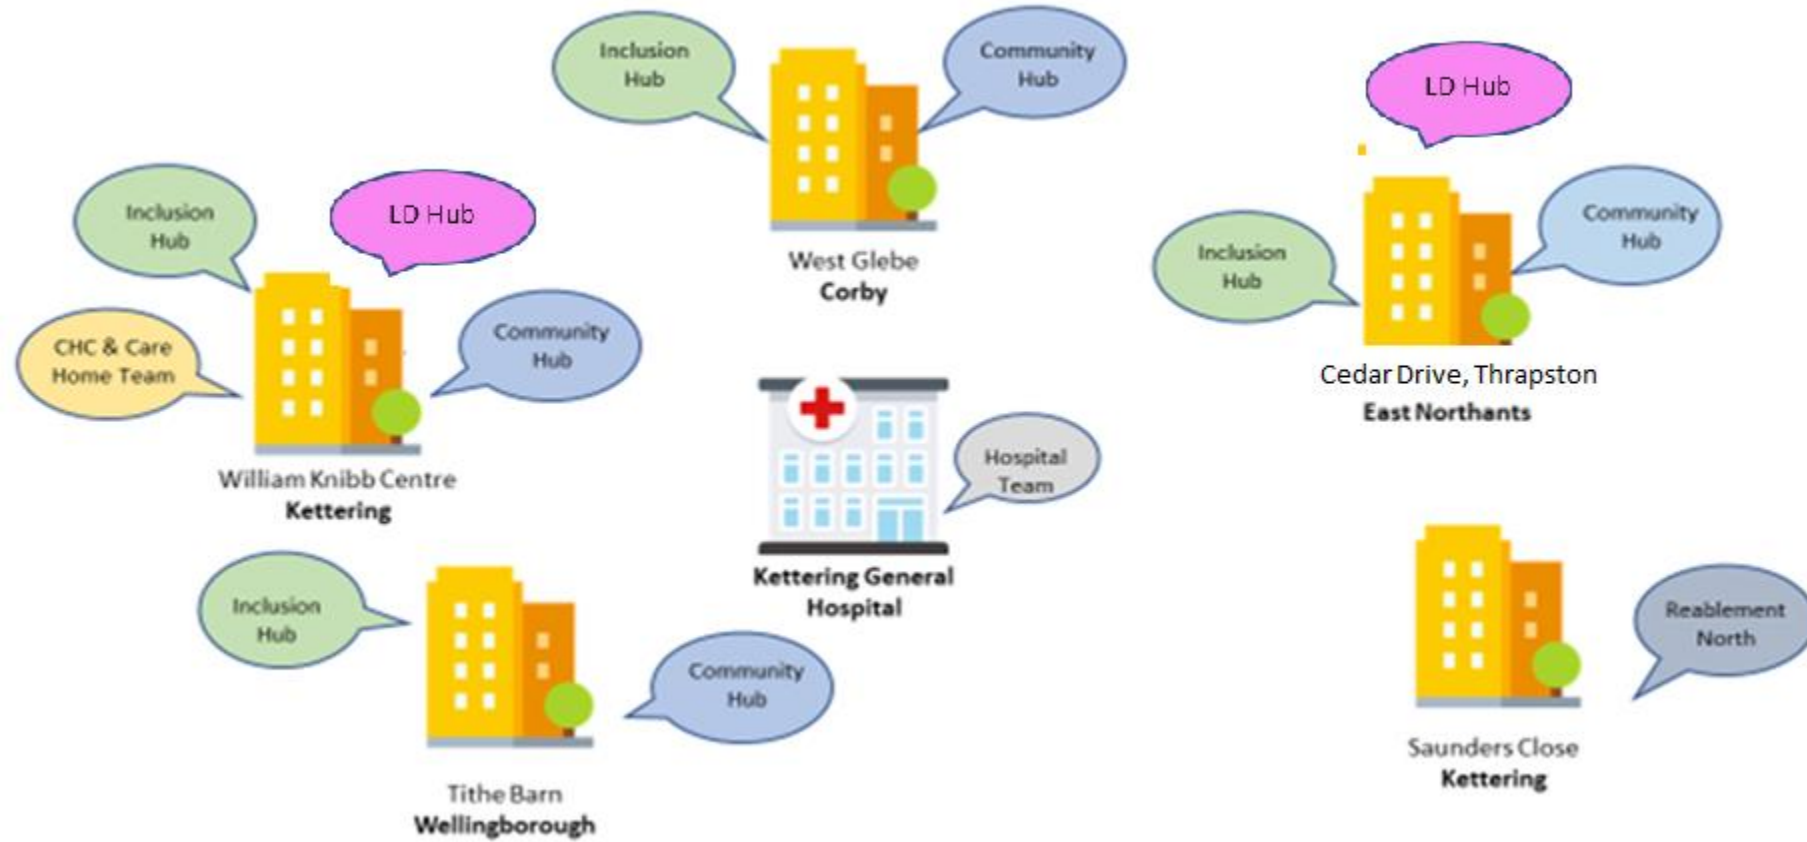 Inclusion
Hub
Community
Hub
West Glebe
Corby
LD Hub
Inclusion
Hub
Community
Hub
Cedar Drive, Thrapston
East Northants
Inclusion
Hub
LD Hub
CHC & Care
Home Team
Community
Hub
William Knibb Centre
Kettering
Hospital
Team
Kettering General
Hospital
Inclusion
Hub
Community
Hub
Tithe Barn
Wellingborough
Reablement
North
Saunders Close
Kettering